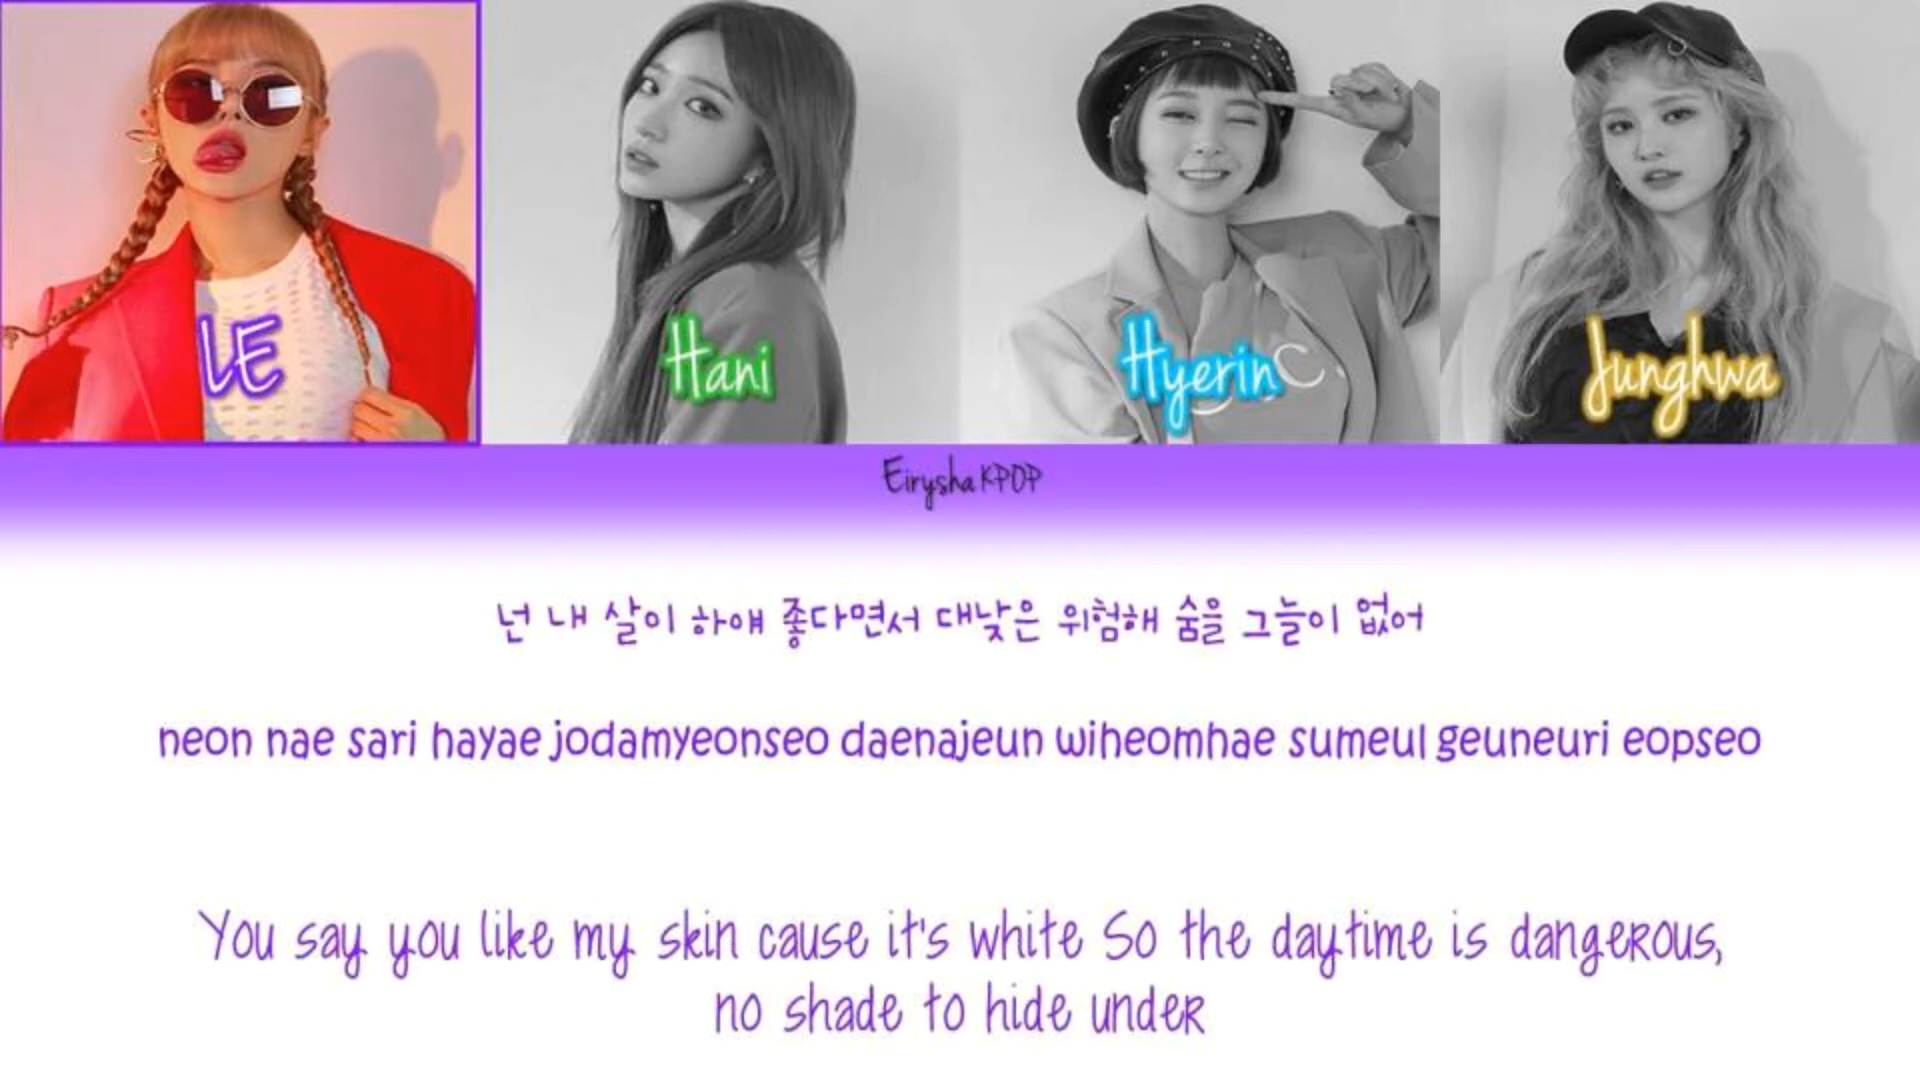 LE
Hani
Hyerin
Junghwa
Eirysha KPOP
넌 내 살이 하얘 좋다면서 대낮은 위험해 숨을 그늘이 없어
neon nae sari hayae jodamyeonseo daenajeun wiheomhae sumeul geuneuri eopseo
You say you like my skin cause it's white So the daytime is dangerous,
no shade to hide under